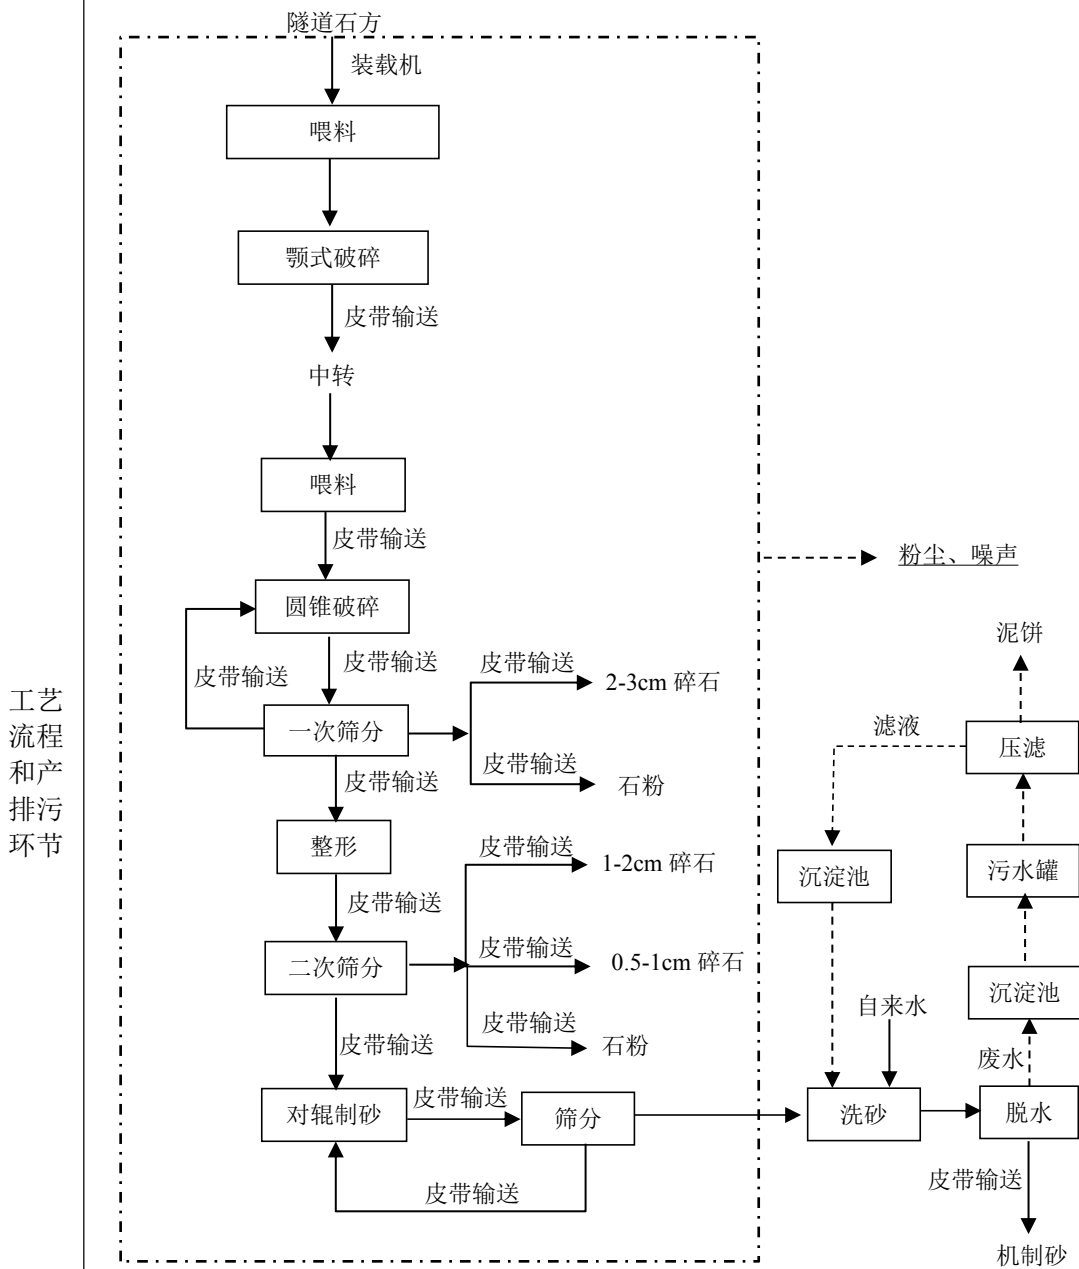 隧道石方
装载机
喂料
颚式破碎
皮带输送
中转
喂料
皮带输送
粉尘、噪声
圆锥破碎
皮带输送
皮带输送
皮带输送
2-3cm 碎石
一次筛分
皮带输送
石粉
皮带输送
整形
皮带输送
1-2cm 碎石
皮带输送
二次筛分
皮带输送
0.5-1cm 碎石
皮带输送
石粉
皮带输送
对辊制砂
皮带输送
筛分
皮带输送
泥饼
滤液
压滤
沉淀池
污水罐
自来水
沉淀池
废水
洗砂
脱水
皮带输送
机制砂
工艺
流程
和产
排污
环节